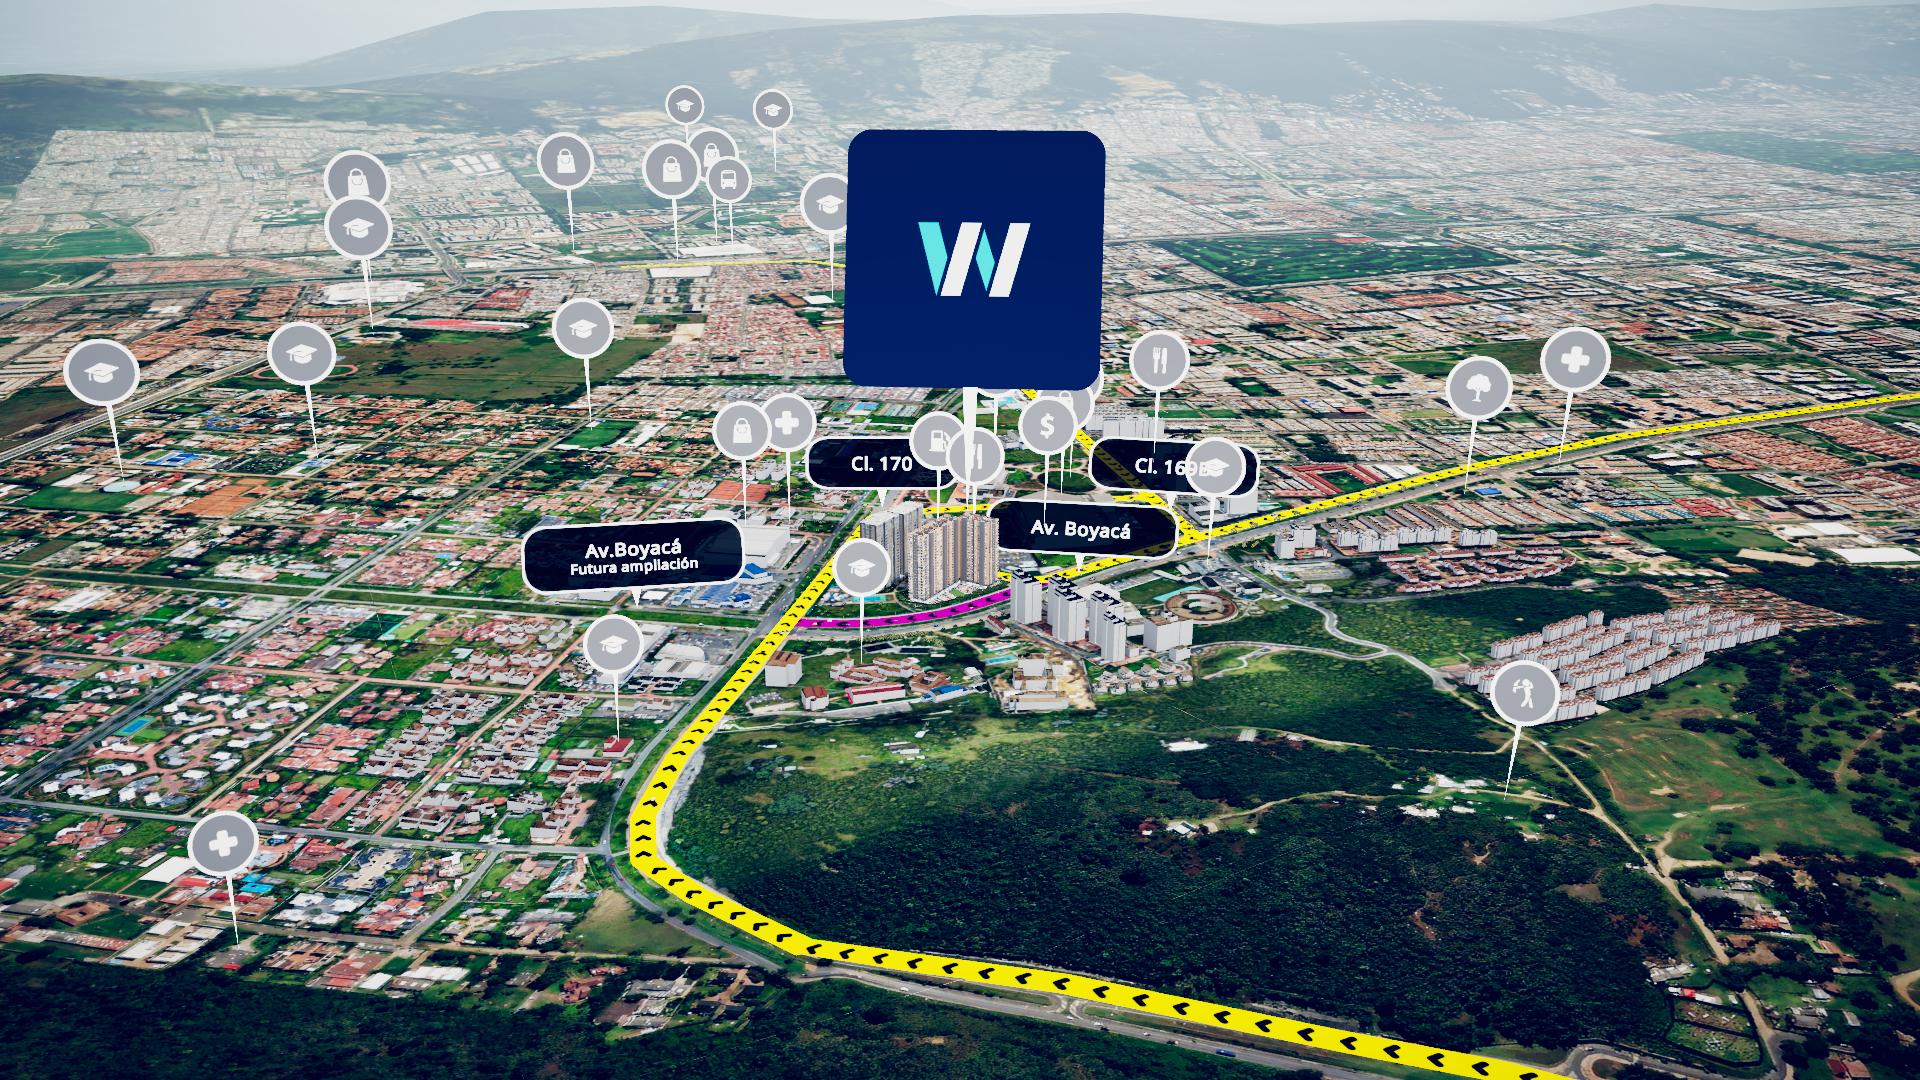 W
Cl. 170
Cl. 169B
Av. Boyacá
Av.Boyacá
Futura ampliación
$